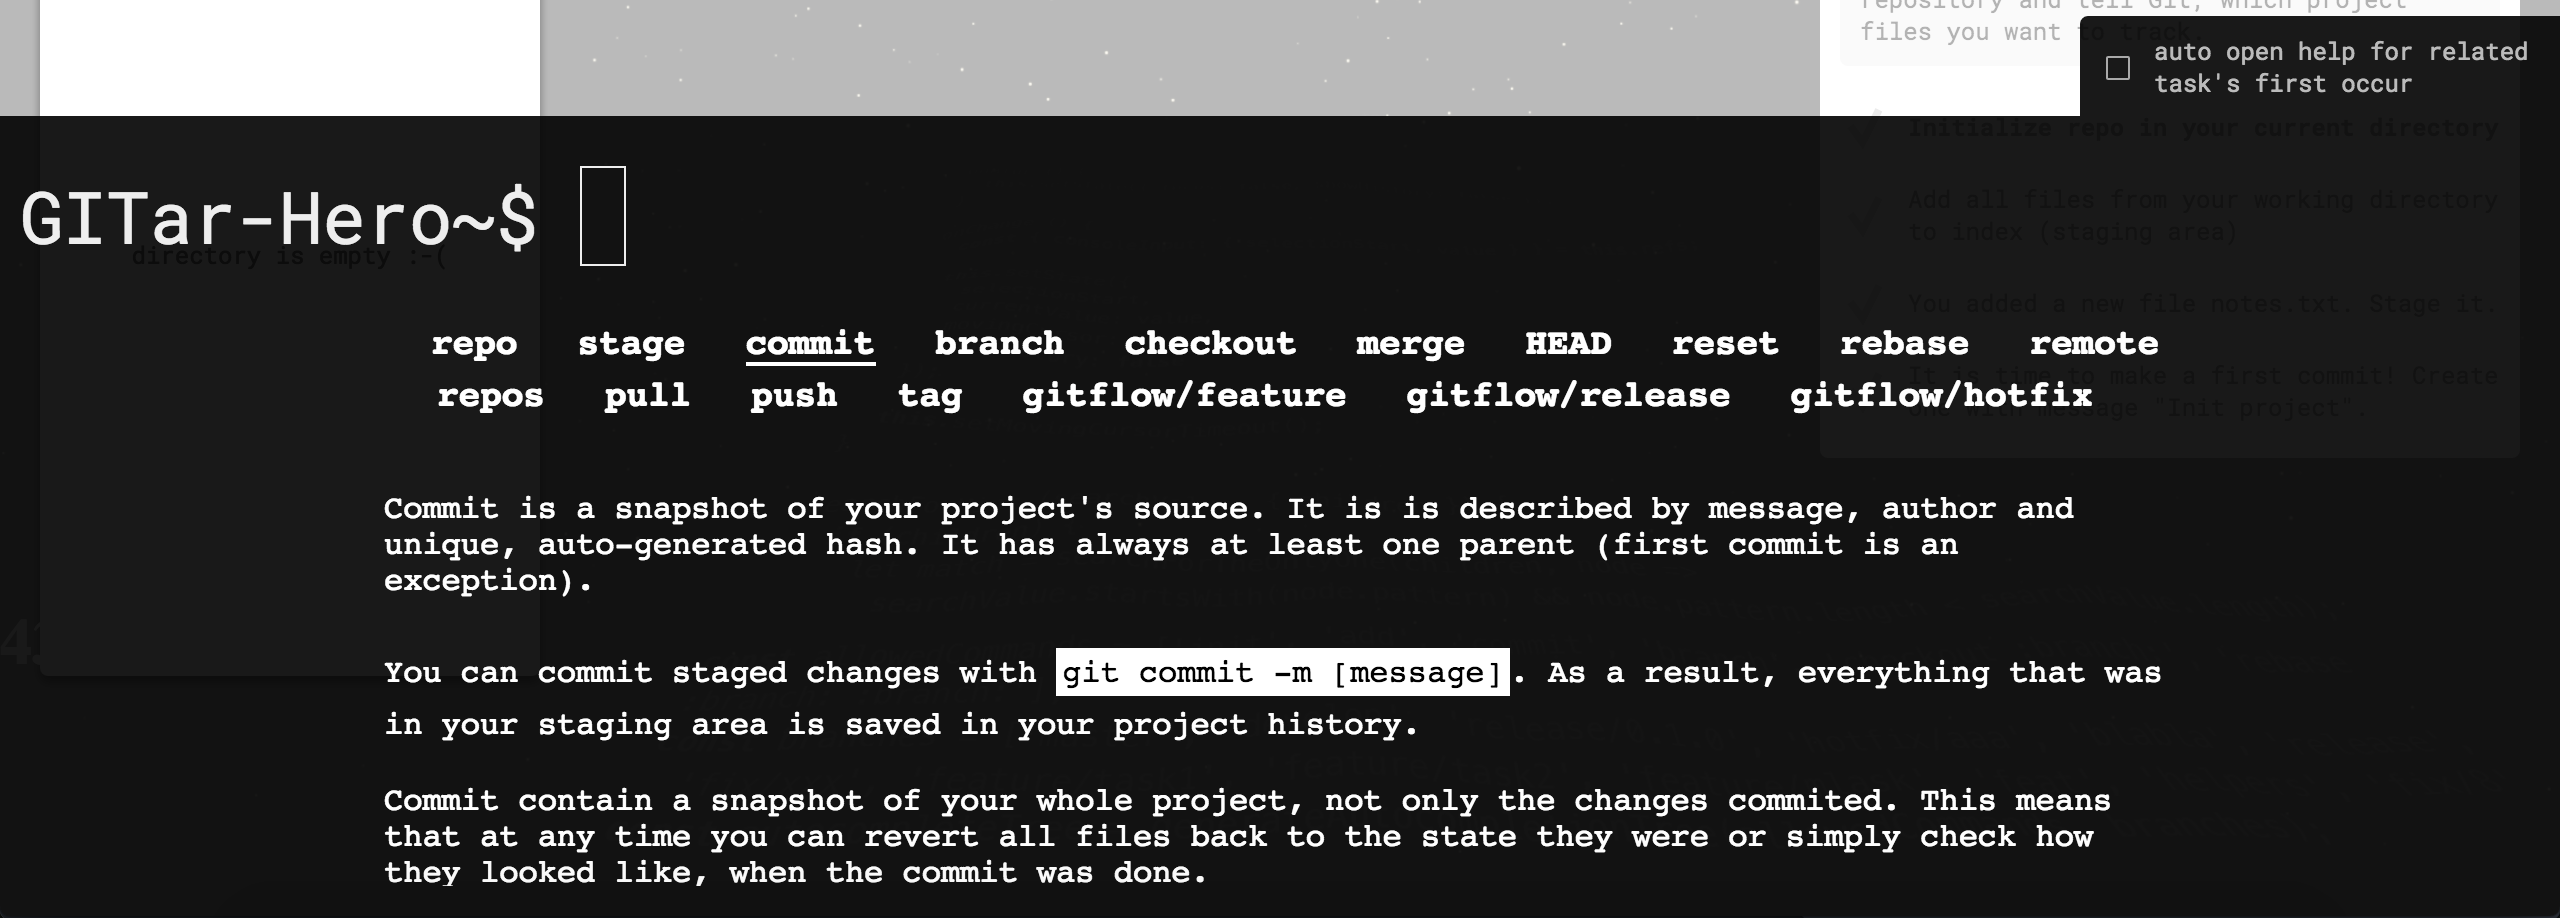 repository and tell Git, which project
files you want to track.
auto open help for related
task's first occur
Initialize repo in your current directory
GITar-Hero~$
Add all files from your working directory
to index (staging area)
directory is empty :-(
You added a new file notes.txt. Stage it.
repo stage commit branch checkout merge HEAD reset rebase remote
It is time to make a first commit! Create
repos pull push tag gitflow/feature gitflow/release gitflow/hotfix
one with message "Init project".
Commit is a snapshot of your project's source. It is is described by message, author and
unique, auto-generated hash. It has always at least one parent (first commit is an
exception).
You can commit staged changes with git commit -m [message]. As a result, everything that was
in your staging area is saved in your project history.
Commit contain a snapshot of your whole project, not only the changes commited. This means
that at any time you can revert all files back to the state they were or simply check how
they looked like, when the commit was done.